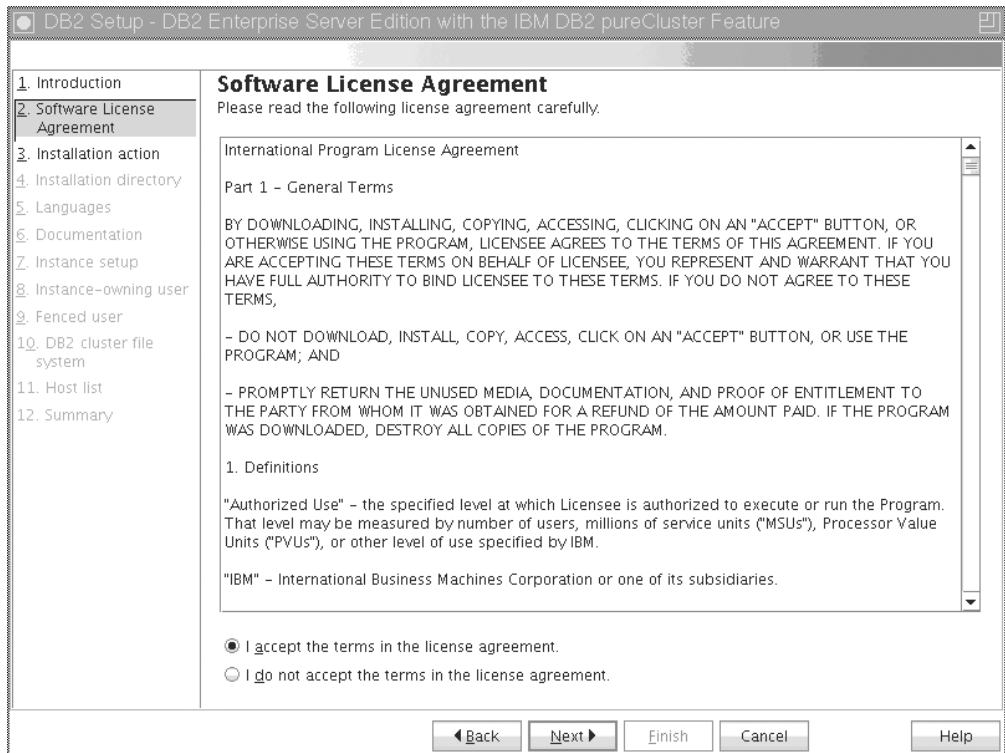 DB2 Setup - DB2 Enterprise Server Edition with the IBM DB2 pureCluster Feature
1. Introduction
2. Software License
Agreement
3. Installation action
4. Installation directory
5. Languages
6. Documentation
7. Instance setup
8. Instance-owning user
9. Fenced user
10. DB2 cluster file
system
11. Host list
12. Summary
Software License Agreement
Please read the following license agreement carefully.
International Program License Agreement
Part 1 - General Terms
BY DOWNLOADING, INSTALLING, COPYING, ACCESSING, CLICKING ON AN "ACCEPT" BUTTON, OR
OTHERWISE USING THE PROGRAM, LICENSEE AGREES TO THE TERMS OF THIS AGREEMENT. IF YOU
ARE ACCEPTING THESE TERMS ON BEHALF OF LICENSEE, YOU REPRESENT AND WARRANT THAT YOU
HAVE FULL AUTHORITY TO BIND LICENSEE TO THESE TERMS. IF YOU DO NOT AGREE TO THESE
TERMS,
- DO NOT DOWNLOAD, INSTALL, COPY, ACCESS, CLICK ON AN "ACCEPT" BUTTON, OR USE THE
PROGRAM; AND
- PROMPTLY RETURN THE UNUSED MEDIA, DOCUMENTATION, AND PROOF OF ENTITLEMENT TO
THE PARTY FROM WHOM IT WAS OBTAINED FOR A REFUND OF THE AMOUNT PAID. IF THE PROGRAM
WAS DOWNLOADED, DESTROY ALL COPIES OF THE PROGRAM.
1. Definitions
"Authorized Use" - the specified level at which Licensee is authorized to execute or run the Program.
That level may be measured by number of users, millions of service units ("MSUs"), Processor Value
Units ("PVUs"), or other level of use specified by IBM.
"IBM" - International Business Machines Corporation or one of its subsidiaries.
I accept the terms in the license agreement.
I do not accept the terms in the license agreement.
Back
Next
Finish
Cancel
Help